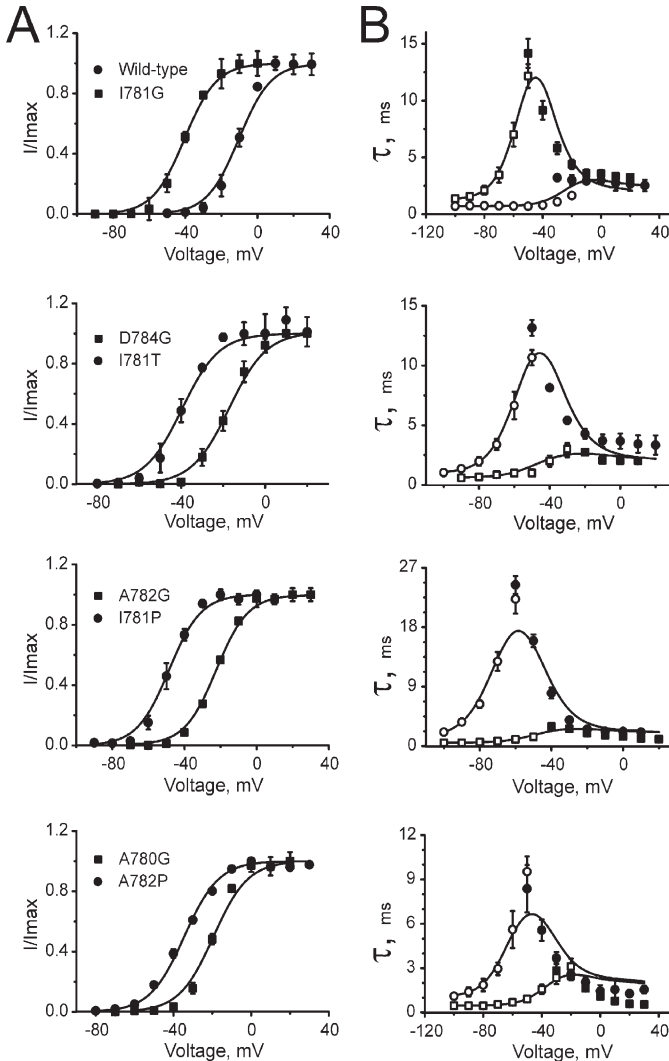 A
B
1.2
0.8
0.4
0.0
I/Imax
Wild-type
I781G
-80 -40 0 40
Voltage, mV
15
10
5
0
τ, ms
-120 -80 -40 0 40
Voltage, mV
1.2
0.8
0.4
0.0
I/Imax
D784G
I781T
-80 -40 0
Voltage, mV
15
10
5
0
τ, ms
-80 -40 0
Voltage, mV
1.2
0.8
0.4
0.0
I/Imax
A782G
I781P
-80 -40 0 40
Voltage, mV
27
18
9
0
τ, ms
-80 -40 0
Voltage, mV
1.2
0.8
0.4
0.0
I/Imax
A780G
A782P
-80 -40 0 40
Voltage, mV
12
9
6
3
0
τ, ms
-120 -80 -40 0 40
Voltage, mV